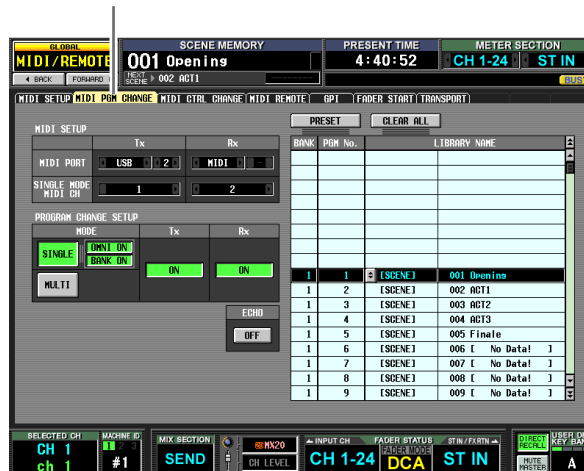 GLOBAL
MIDI/REMOTE
BACK FORWARD
SCENE MEMORY
001 Opening
NEXT SCENE 002 ACT1
PRESENT TIME
4:40:52
METER SECTION
CH 1-24 ST IN
BUS
MIDI SETUP MIDI PGM CHANGE MIDI CTRL CHANGE MIDI REMOTE GPI FADER START TRANSPORT
PRESET CLEAR ALL
MIDI SETUP
Tx Rx
MIDI PORT USB 2 MIDI -
SINGLE MODE MIDI CH 1 2
PROGRAM CHANGE SETUP
MODE Tx Rx
SINGLE OMNI ON BANK ON ON ON
MULTI
ECHO
OFF
BANK PGM No. LIBRARY NAME
1 1 [SCENE] 001 Opening
1 2 [SCENE] 002 ACT1
1 3 [SCENE] 003 ACT2
1 4 [SCENE] 004 ACT3
1 5 [SCENE] 005 Finale
1 6 [SCENE] 006 [ No Data! ]
1 7 [SCENE] 007 [ No Data! ]
1 8 [SCENE] 008 [ No Data! ]
1 9 [SCENE] 009 [ No Data! ]
SELECTED CH
CH 1
ch 1
MACHINE ID
1 2 3
#1
MIX SECTION
SEND
MX20
CH LEVEL
INPUT CH FADER STATUS ST IN/FXRTN
CH 1-24
FADER MODE
DCA
ST IN
DIRECT RECALL
MUTE MASTER
USER DE
KEY BAN
A